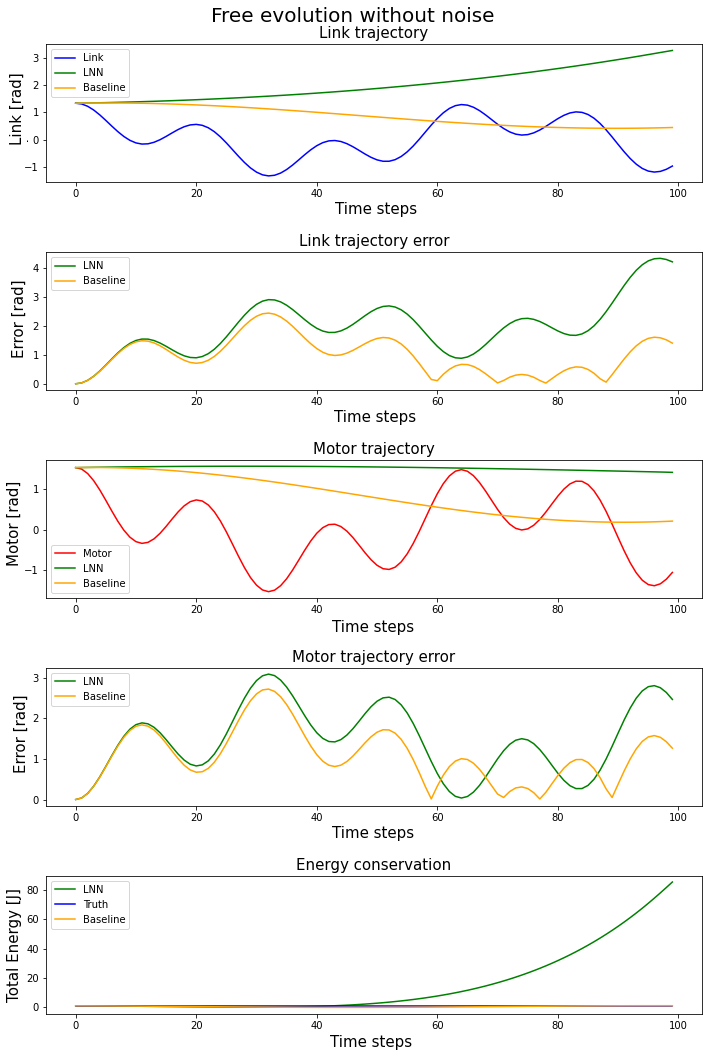 Free evolution without noise
Link trajectory
Link [rad]
3
2
1
0
−1
Link
LNN
Baseline
0 20 40 60 80 100
Time steps
Link trajectory error
Error [rad]
4
3
2
1
0
LNN
Baseline
0 20 40 60 80 100
Time steps
Motor trajectory
Motor [rad]
1
0
−1
Motor
LNN
Baseline
0 20 40 60 80 100
Time steps
Motor trajectory error
Error [rad]
3
2
1
0
LNN
Baseline
0 20 40 60 80 100
Time steps
Energy conservation
Total Energy [J]
80
60
40
20
0
LNN
Truth
Baseline
0 20 40 60 80 100
Time steps